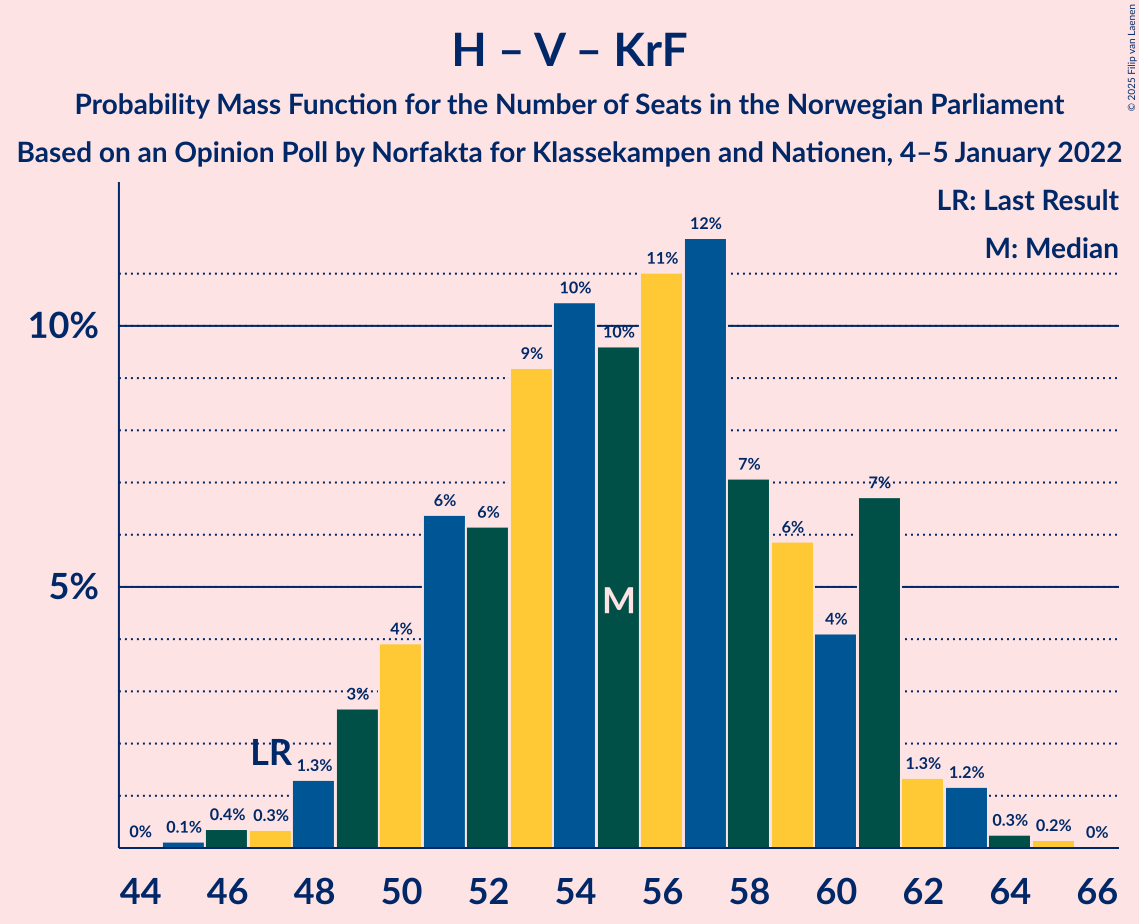 H – V – KrF
Probability Mass Function for the Number of Seats in the Norwegian Parliament
Based on an Opinion Poll by Norfakta for Klassekampen and Nationen, 4–5 January 2022
© 2025 Filip van Laenen
LR: Last Result
M: Median
10%
5%
0%
0.1%
0.4%
0.3%
1.3%
3%
4%
6%
6%
9%
10%
10%
11%
12%
7%
6%
4%
7%
1.3%
1.2%
0.3%
0.2%
0%
LR
M
44 46 48 50 52 54 56 58 60 62 64 66